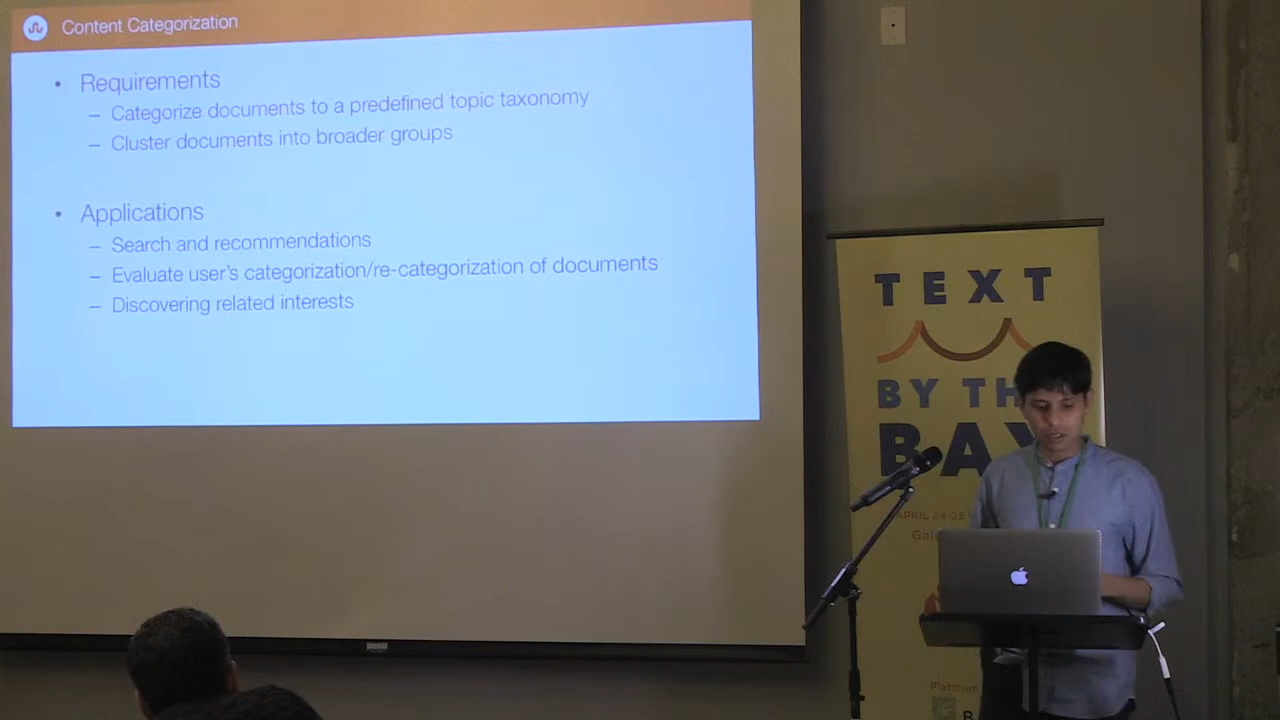 Content Categorization
• Requirements
– Categorize documents to a predefined topic taxonomy
– Cluster documents into broader groups
• Applications
– Search and recommendations
– Evaluate user's categorization/re-categorization of documents
– Discovering related interests
TEXT
BY TH
BAY
APRIL 24-25
Gal
Platinum
B